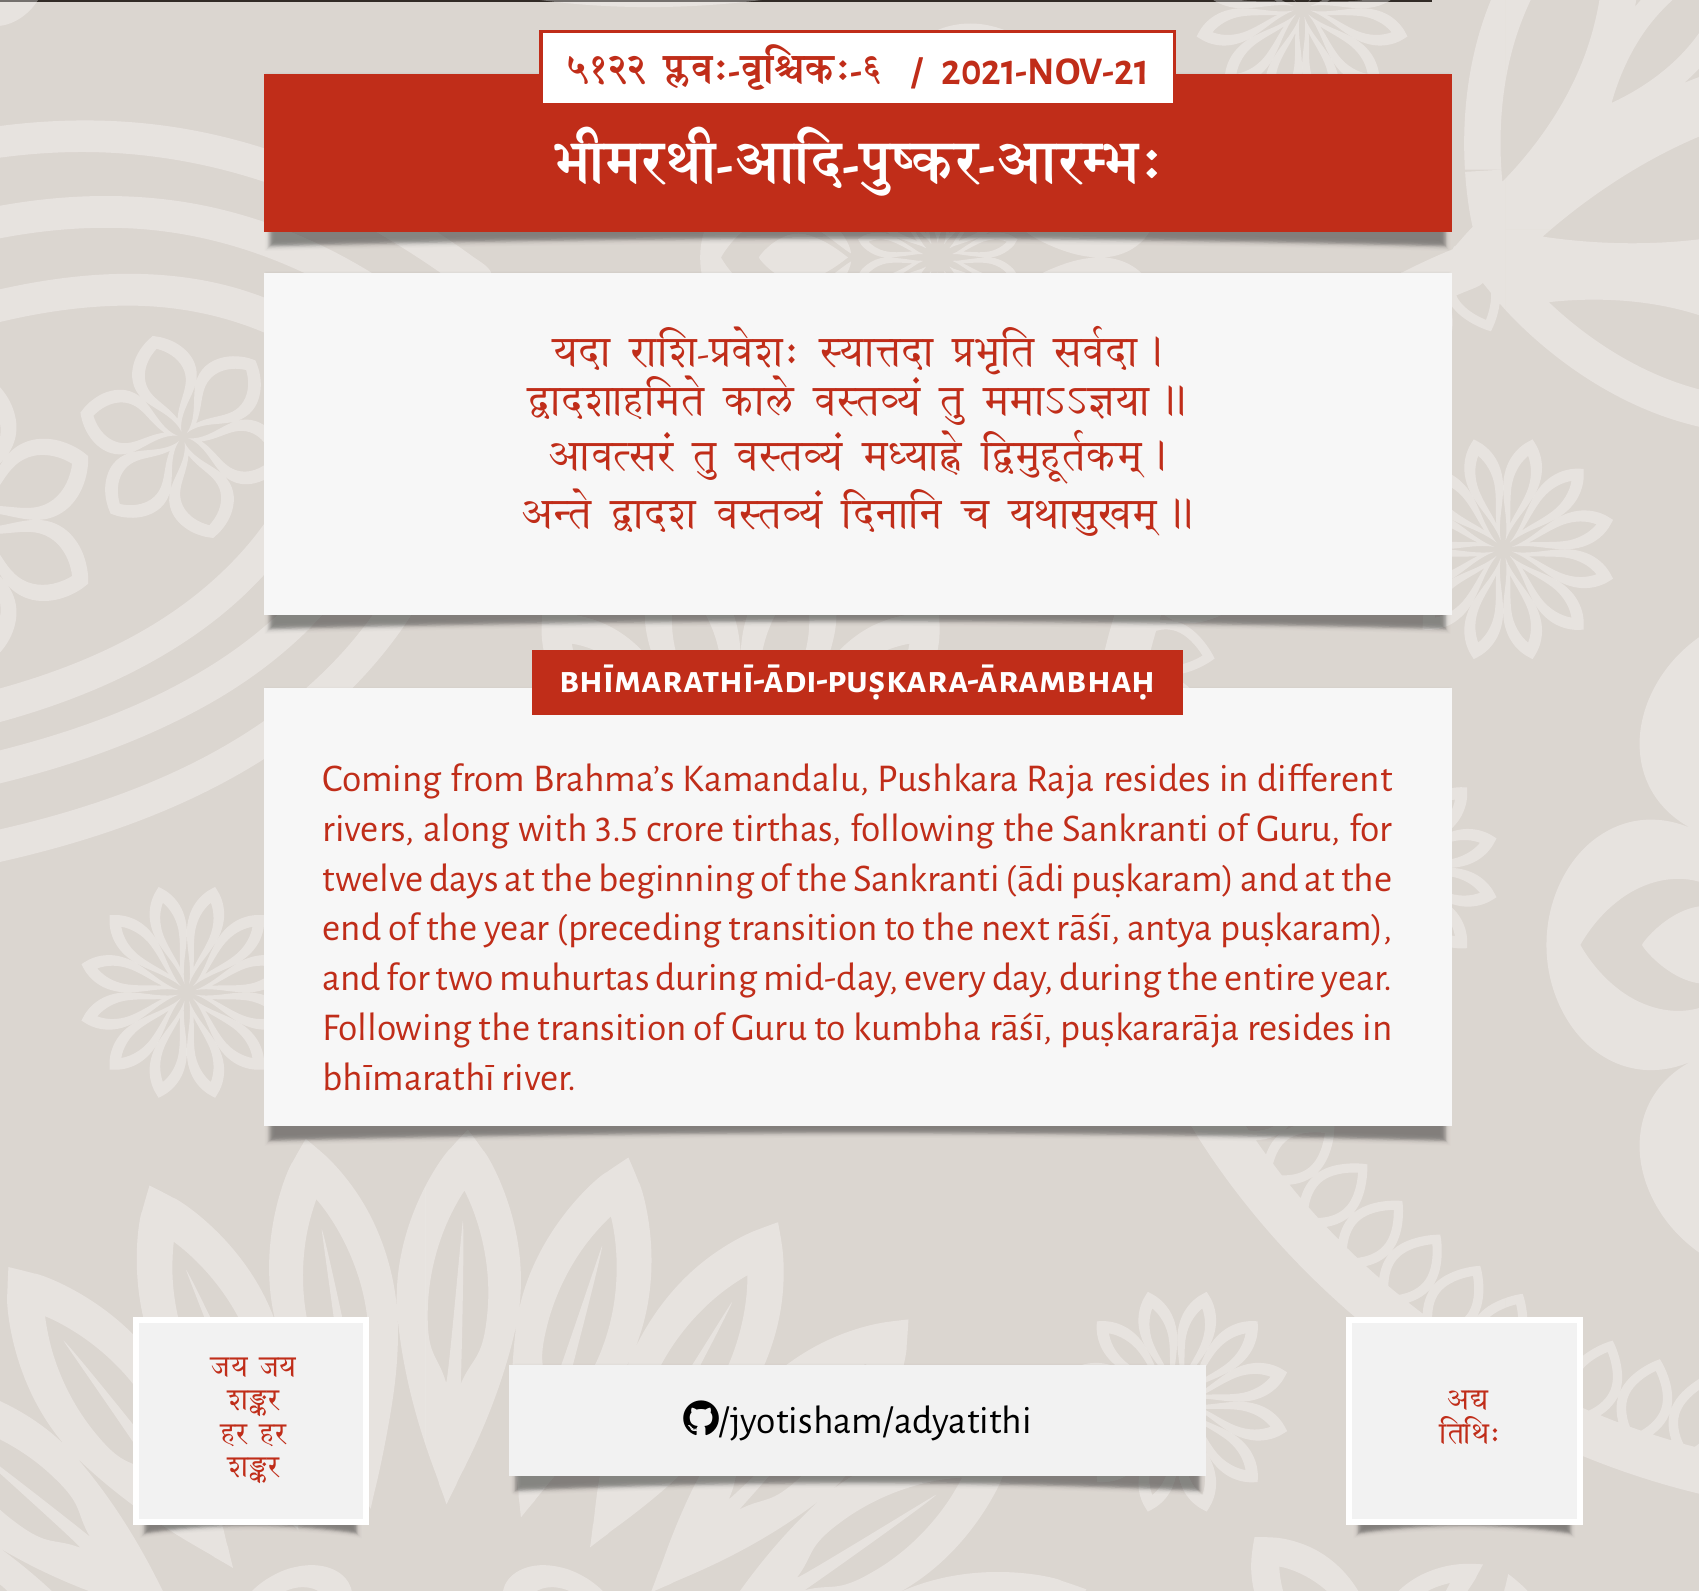 ५१२२ प्लवः-वृश्चिकः-६ / 2021-NOV-21
भीमरथी-आदि-पुष्कर-आरम्भः
यदा राशि-प्रवेशः स्यात्तदा प्रभृति सर्वदा।
द्वादशाहमिते काले वस्तव्यं तु ममाऽऽज्ञया॥
आवत्सरं तु वस्तव्यं मध्याह्ने द्विमुहूर्तकम्।
अन्ते द्वादश वस्तव्यं दिनानि च यथासुखम्॥
BHĪMARATHĪ-ĀDI-PUṢKARA-ĀRAMBHAḤ
Coming from Brahma’s Kamandalu, Pushkara Raja resides in different
rivers, along with 3.5 crore tirthas, following the Sankranti of Guru, for
twelve days at the beginning of the Sankranti (ādi puṣkaram) and at the
end of the year (preceding transition to the next rāśī, antya puṣkaram),
and for two muhurtas during mid-day, every day, during the entire year.
Following the transition of Guru to kumbha rāśī, puṣkararāja resides in
bhīmarathī river.
जय जय
शङ्कर
हर हर
शङ्कर
/jyotisham/adyatithi
अद्य
तिथिः